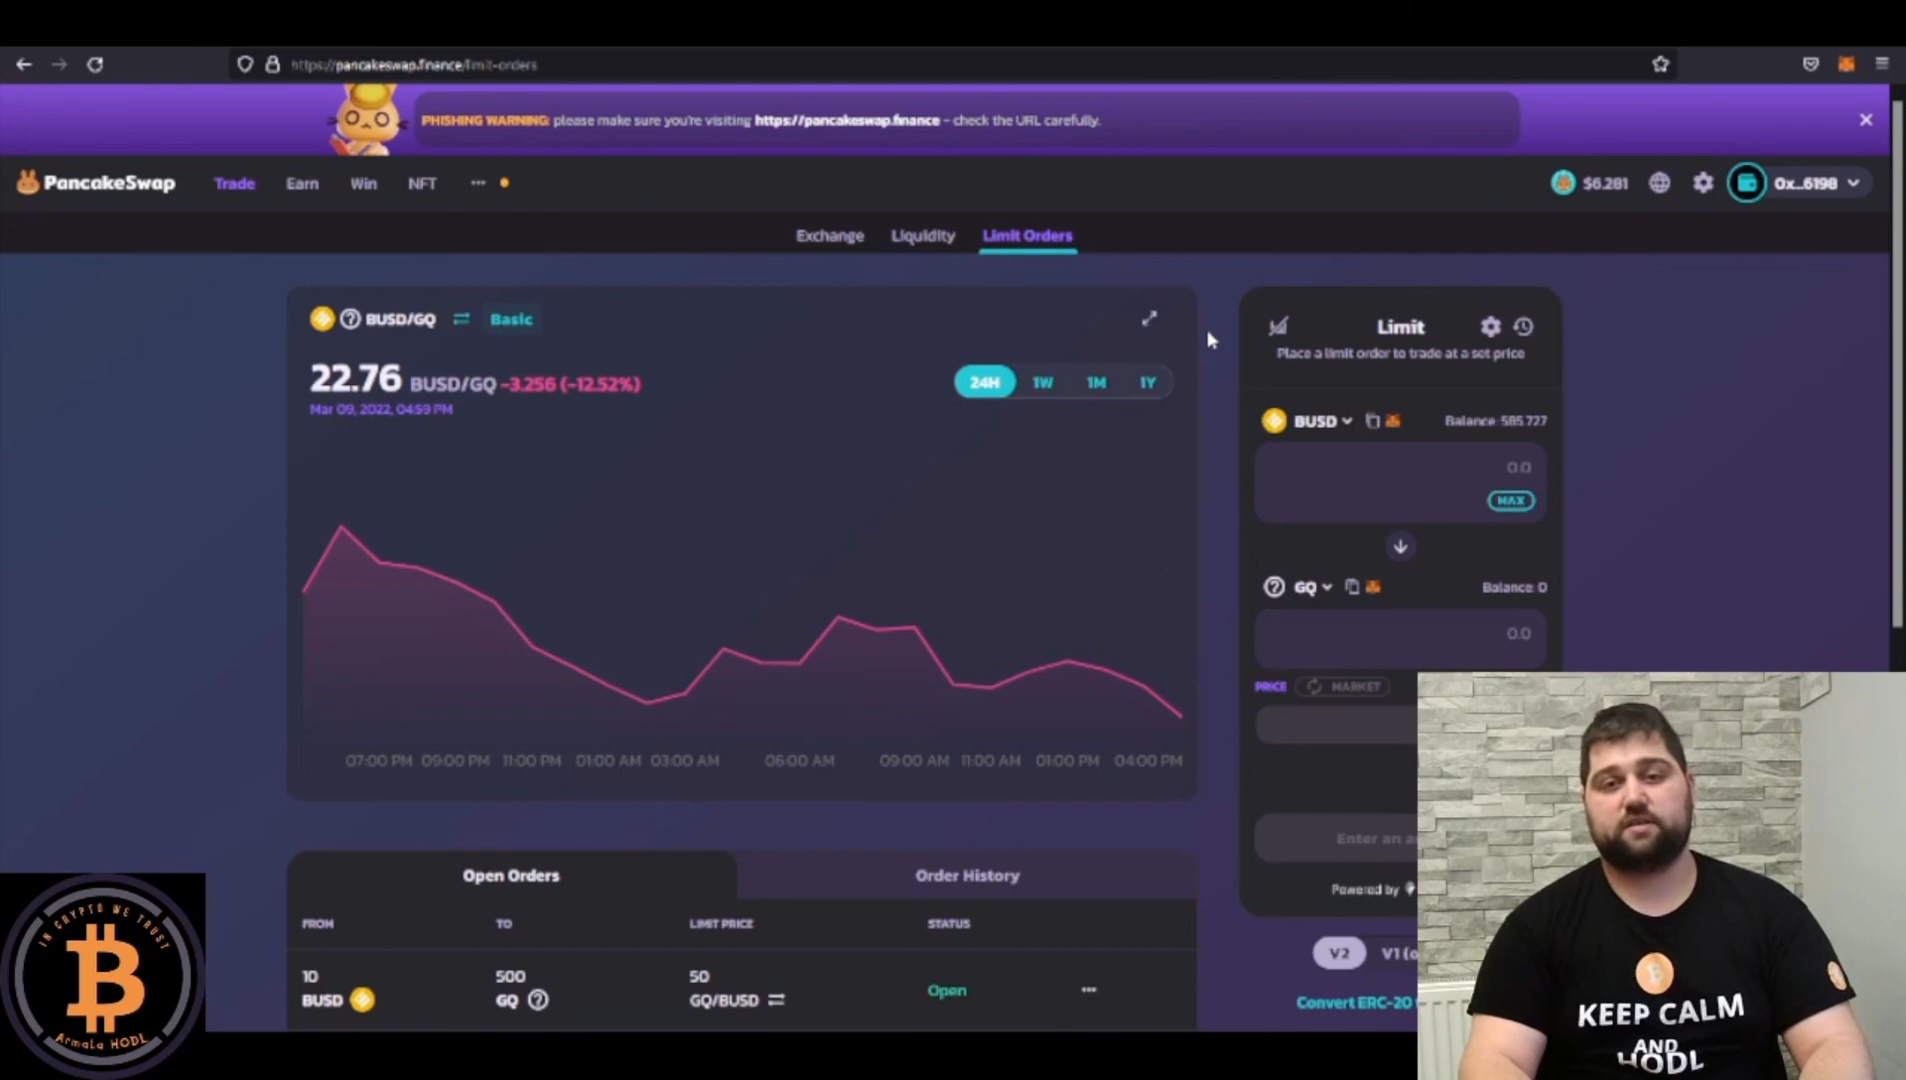 https://pancakeswap.finance/limit-orders
PHISHING WARNING: please make sure you're visiting https://pancakeswap.finance - check the URL carefully.
PancakeSwap Trade Earn Win NFT ... $6.281 0x...6198
Exchange Liquidity Limit Orders
BUSD/GQ Basic
22.76 BUSD/GQ -3.256 (-12.52%)
Mar 09, 2022, 04:59 PM
24H 1W 1M 1Y
07:00 PM 09:00 PM 11:00 PM 01:00 AM 03:00 AM 06:00 AM 09:00 AM 11:00 AM 01:00 PM 04:00 PM
Limit
Place a limit order to trade at a set price
BUSD Balance: 585.727
0.0
MAX
GQ Balance: 0
0.0
PRICE MARKET
Enter an a
Powered by
V2 V1 (o
Convert ERC-20
Open Orders Order History
FROM TO LIMIT PRICE STATUS
10 500 50
BUSD GQ GQ/BUSD Open ...
IN CRYPTO WE TRUST
Armala HODL
KEEP CALM
AND
HODL